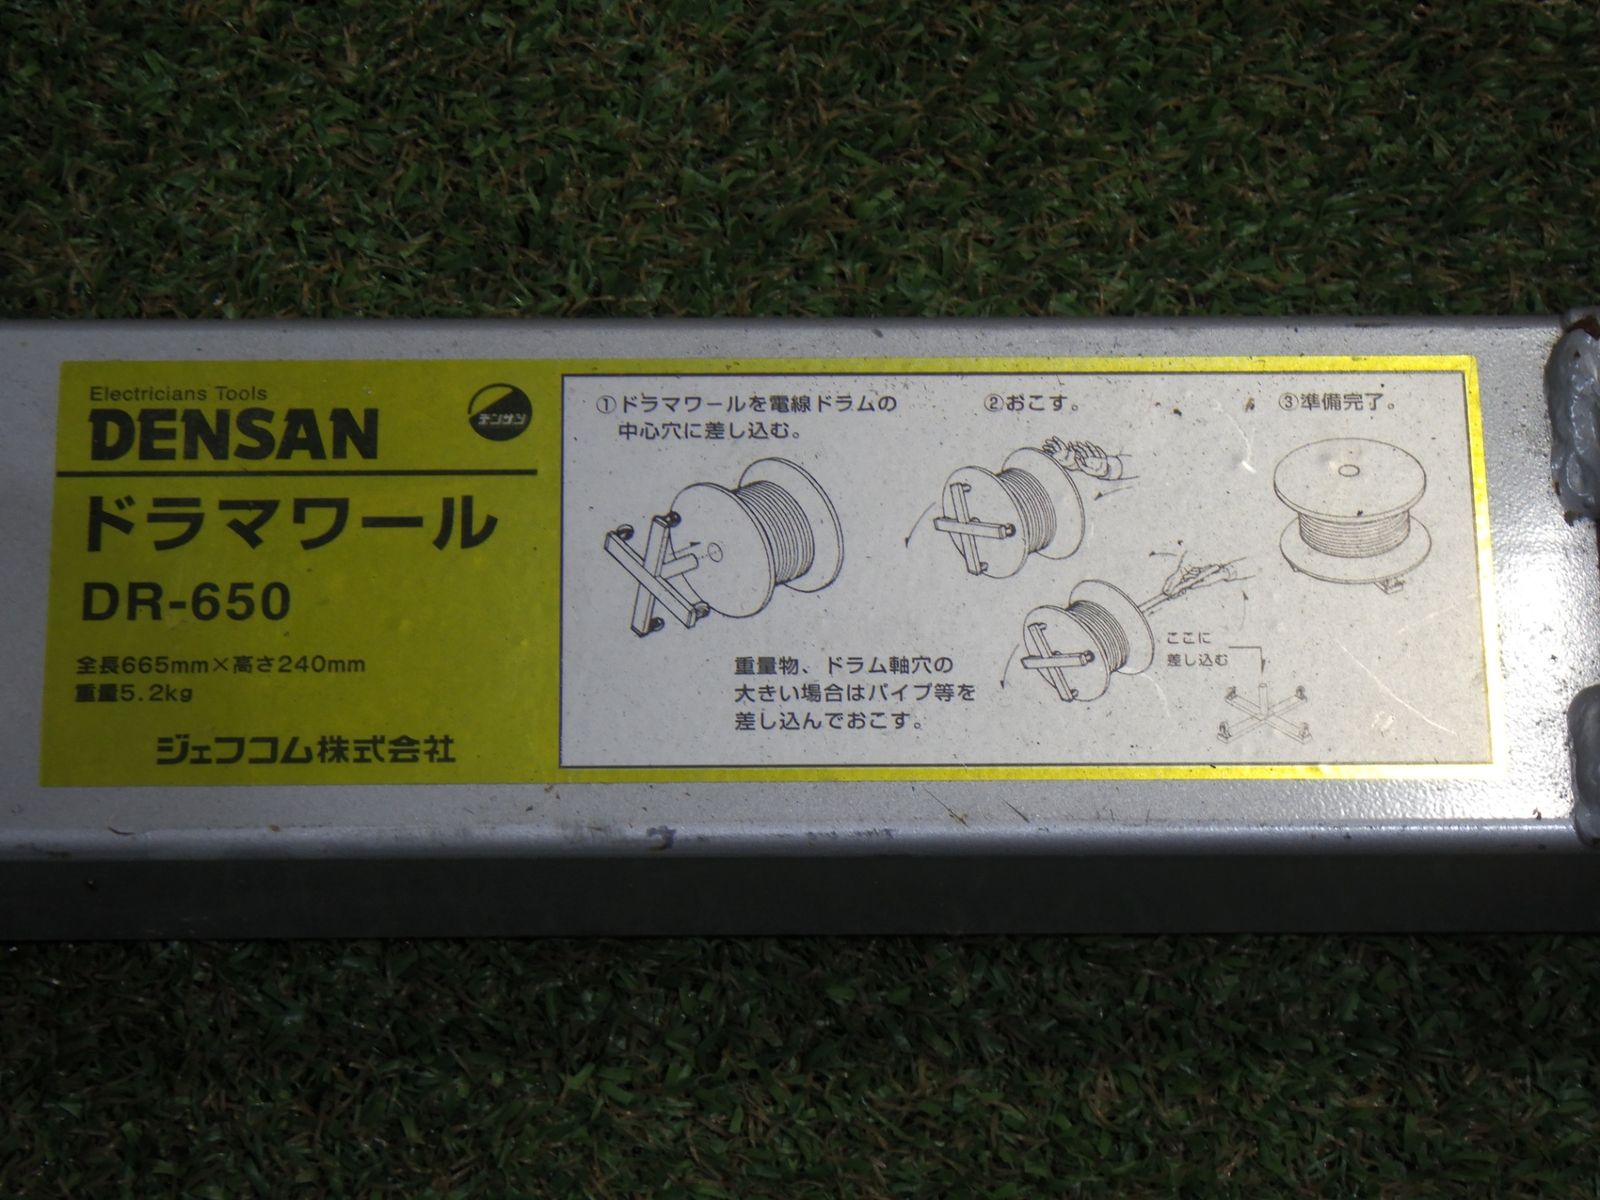 Electricians Tools
DENSAN
デンサン
ドラマワール
DR-650
全長665mm×高さ240mm
重量5.2kg
ジェフコム株式会社
①ドラマワールを電線ドラムの
中心穴に差し込む。
②おこす。
③準備完了。
重量物、ドラム軸穴の
大きい場合はパイプ等を
差し込んでおこす。
ここに
差し込む